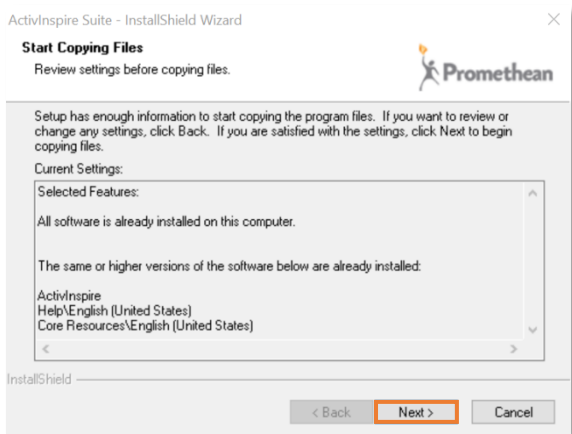 ActivInspire Suite - InstallShield Wizard
Start Copying Files
Review settings before copying files.
Promethean
Setup has enough information to start copying the program files. If you want to review or
change any settings, click Back. If you are satisfied with the settings, click Next to begin
copying files.
Current Settings:
Selected Features:
All software is already installed on this computer.
The same or higher versions of the software below are already installed:
ActivInspire
Help\English (United States)
Core Resources\English (United States)
InstallShield
< Back
Next >
Cancel